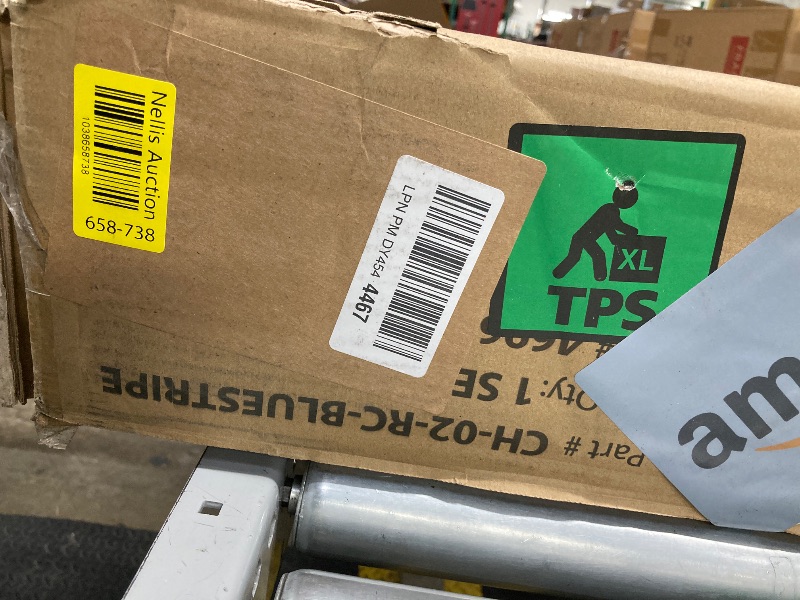 Nellis Auction
1038658738
658-738
LPN PM DY454 4467
XL
TPS
Part # CH-02-RC-BLUESTRIPE
Qty: 1 SE
am